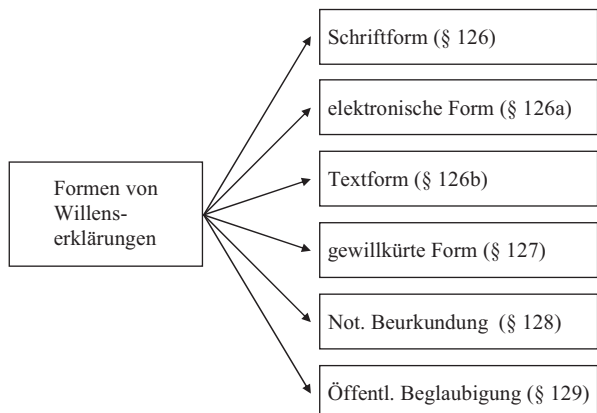 Schriftform (§ 126)
elektronische Form (§ 126a)
Textform (§ 126b)
Formen von
Willens-
erklärungen
gewillkürte Form (§ 127)
Not. Beurkundung (§ 128)
Öffentl. Beglaubigung (§ 129)